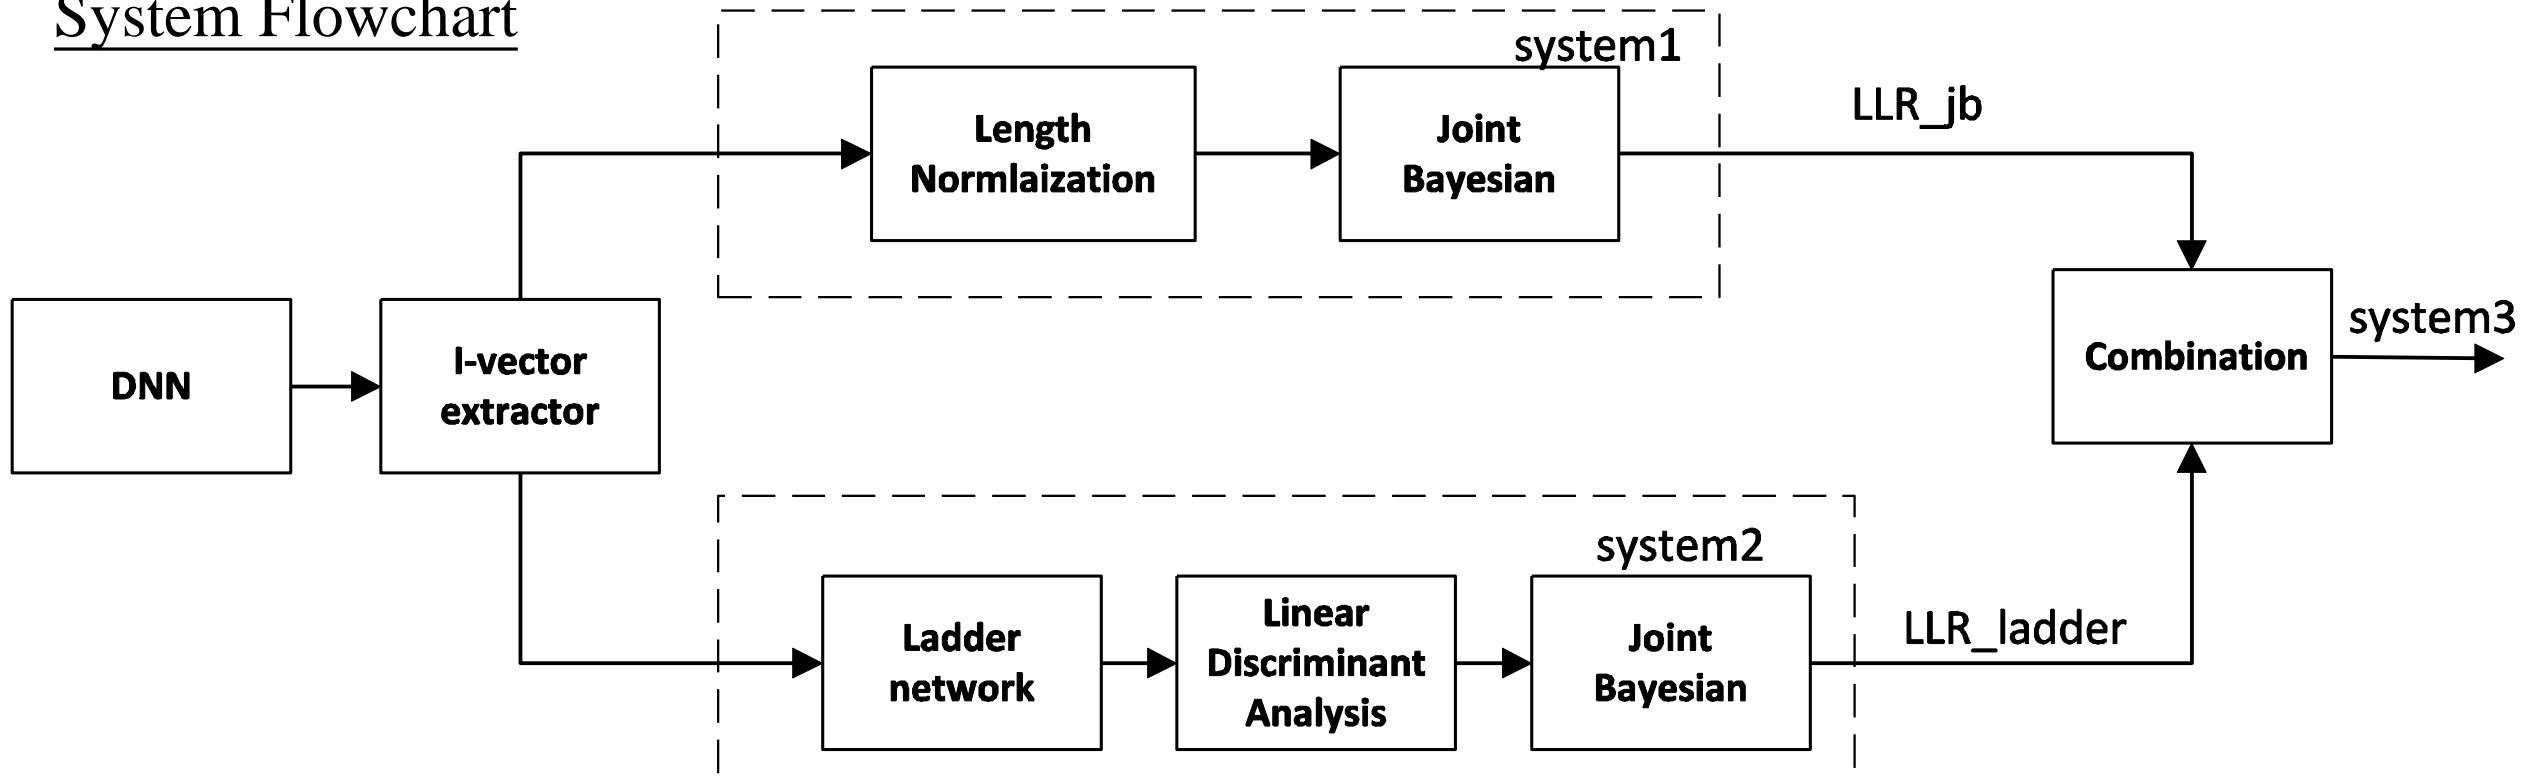 System Flowchart
system1
Length
Normlaization
Joint
Bayesian
LLR_jb
DNN
I-vector
extractor
Combination
system3
system2
Ladder
network
Linear
Discriminant
Analysis
Joint
Bayesian
LLR_ladder